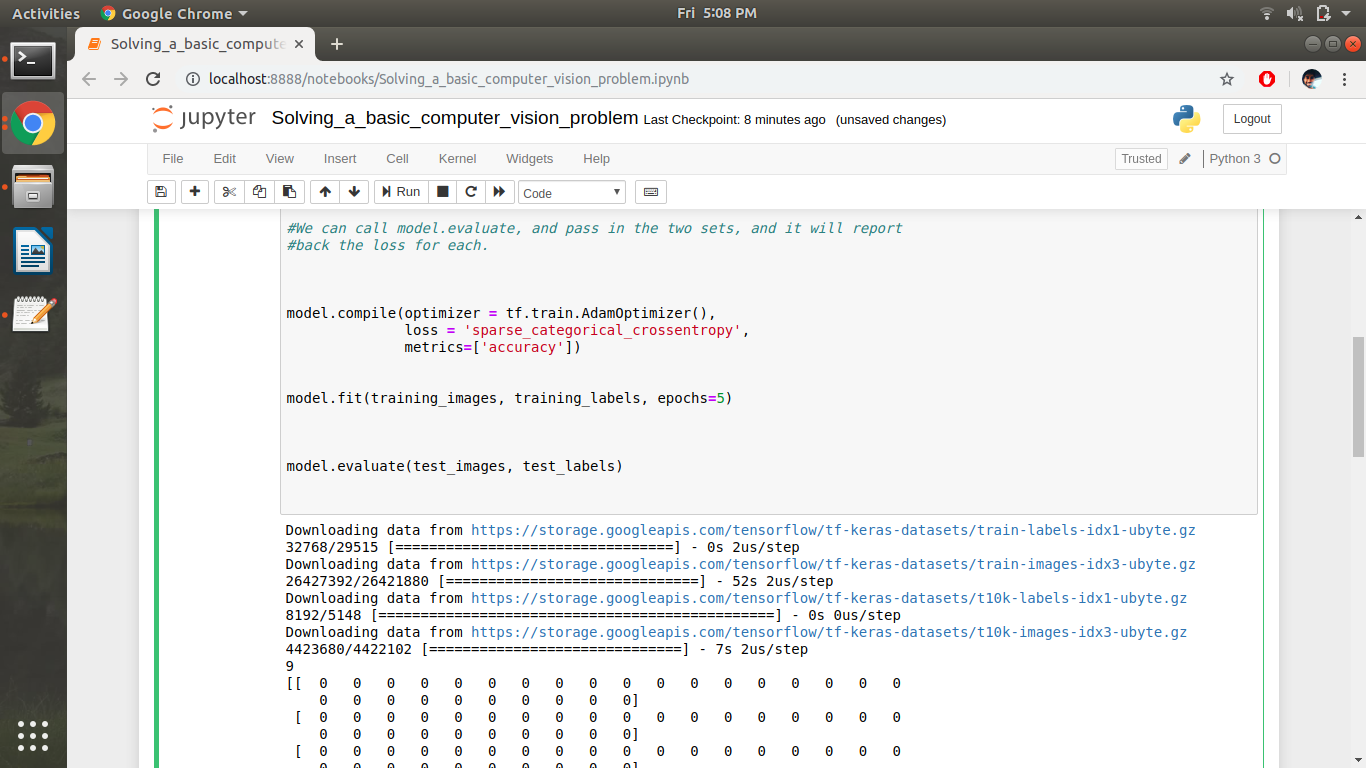 Activities Google Chrome Fri 5:08 PM
Solving_a_basic_compute
localhost:8888/notebooks/Solving_a_basic_computer_vision_problem.ipynb
jupyter Solving_a_basic_computer_vision_problem Last Checkpoint: 8 minutes ago (unsaved changes) Logout
File Edit View Insert Cell Kernel Widgets Help Trusted Python 3
Run Code
#We can call model.evaluate, and pass in the two sets, and it will report
#back the loss for each.
model.compile(optimizer = tf.train.AdamOptimizer(),
loss = 'sparse_categorical_crossentropy',
metrics=['accuracy'])
model.fit(training_images, training_labels, epochs=5)
model.evaluate(test_images, test_labels)
Downloading data from https://storage.googleapis.com/tensorflow/tf-keras-datasets/train-labels-idx1-ubyte.gz
32768/29515 [=================================] - 0s 2us/step
Downloading data from https://storage.googleapis.com/tensorflow/tf-keras-datasets/train-images-idx3-ubyte.gz
26427392/26421880 [==============================] - 52s 2us/step
Downloading data from https://storage.googleapis.com/tensorflow/tf-keras-datasets/t10k-labels-idx1-ubyte.gz
8192/5148 [===============================================] - 0s 0us/step
Downloading data from https://storage.googleapis.com/tensorflow/tf-keras-datasets/t10k-images-idx3-ubyte.gz
4423680/4422102 [==============================] - 7s 2us/step
9
[[ 0 0 0 0 0 0 0 0 0 0 0 0 0 0 0 0 0 0
0 0 0 0 0 0 0 0 0 0]
[ 0 0 0 0 0 0 0 0 0 0 0 0 0 0 0 0 0 0
0 0 0 0 0 0 0 0 0 0]
[ 0 0 0 0 0 0 0 0 0 0 0 0 0 0 0 0 0 0
0 0 0 0 0 0 0 0 0 0]